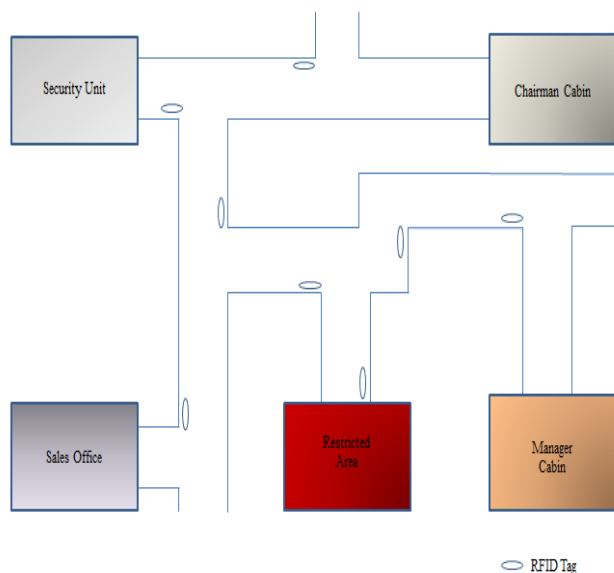 Security Unit
Chairman Cabin
Sales Office
Restricted
Area
Manager
Cabin
RFID Tag